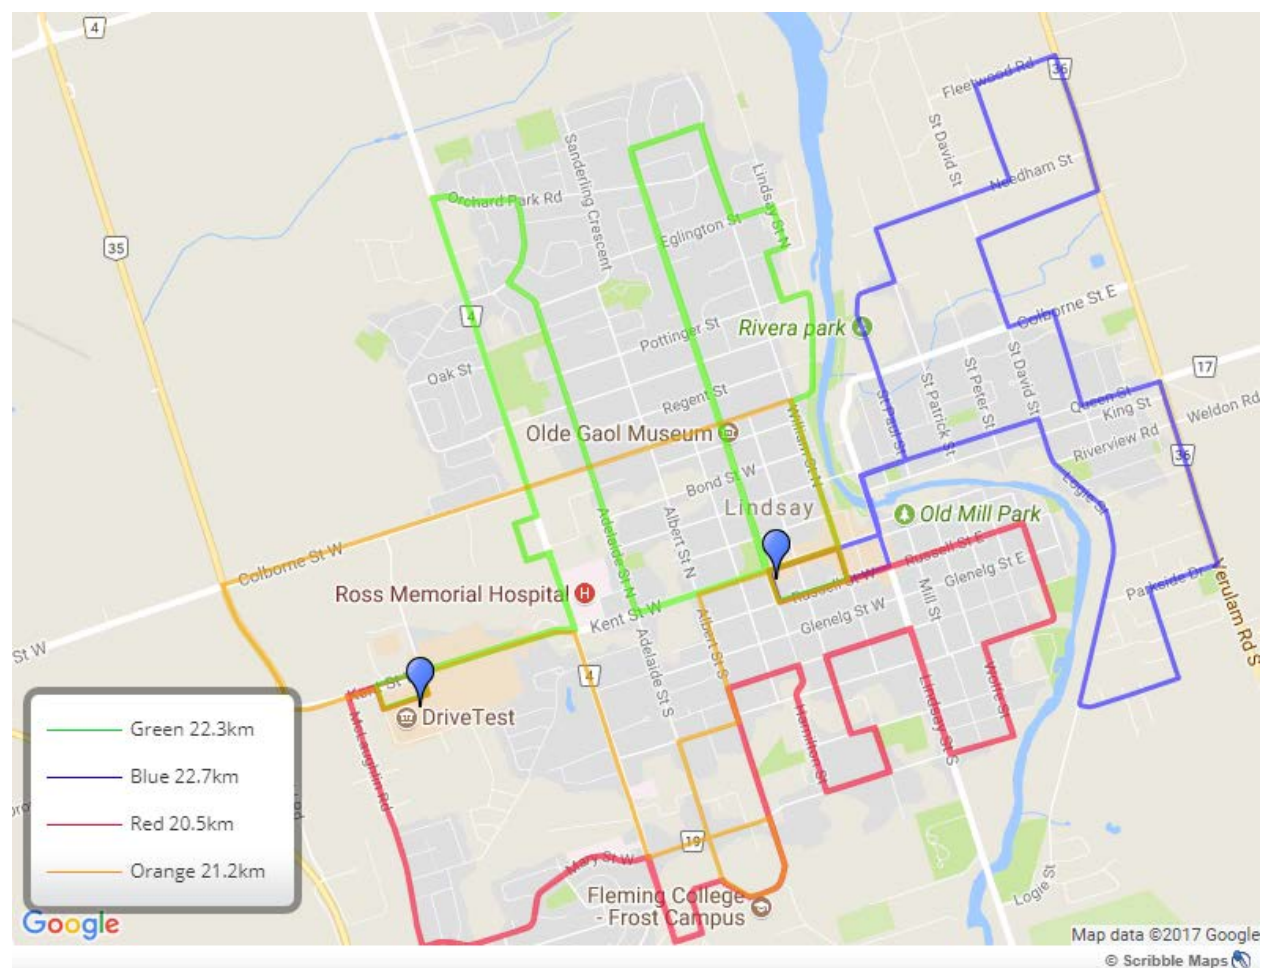 4
36
Fleetwood Rd
St David St
Needham St
Sanderling Crescent
Lindsay St N
Orchard Park Rd
Eglington St
35
4
Colborne St E
Rivera park
Pottinger St
Oak St
St David St
St Peter St
St Patrick St
17
Regent St
Queen St
King St
Weldon Rd
St Paul St
William St N
Olde Gaol Museum
Riverview Rd
36
Bond St W
Logie St
Lindsay
Old Mill Park
Albert St N
Adelaide St N
Colborne St W
Russell St E
Glenelg St E
Ross Memorial Hospital
H
Russell St W
Parkside Dr
Mill St
Kent St W
Glenelg St W
Verulam Rd S
St W
Albert St S
Adelaide St S
4
Kent St
Wolfe St
Lindsay St S
Hamilton St
DriveTest
McLaughlin Rd
Green 22.3km
Blue 22.7km
Red 20.5km
Orange 21.2km
19
Mary St W
Fleming College
- Frost Campus
Logie St
Google
Map data ©2017 Google
© Scribble Maps